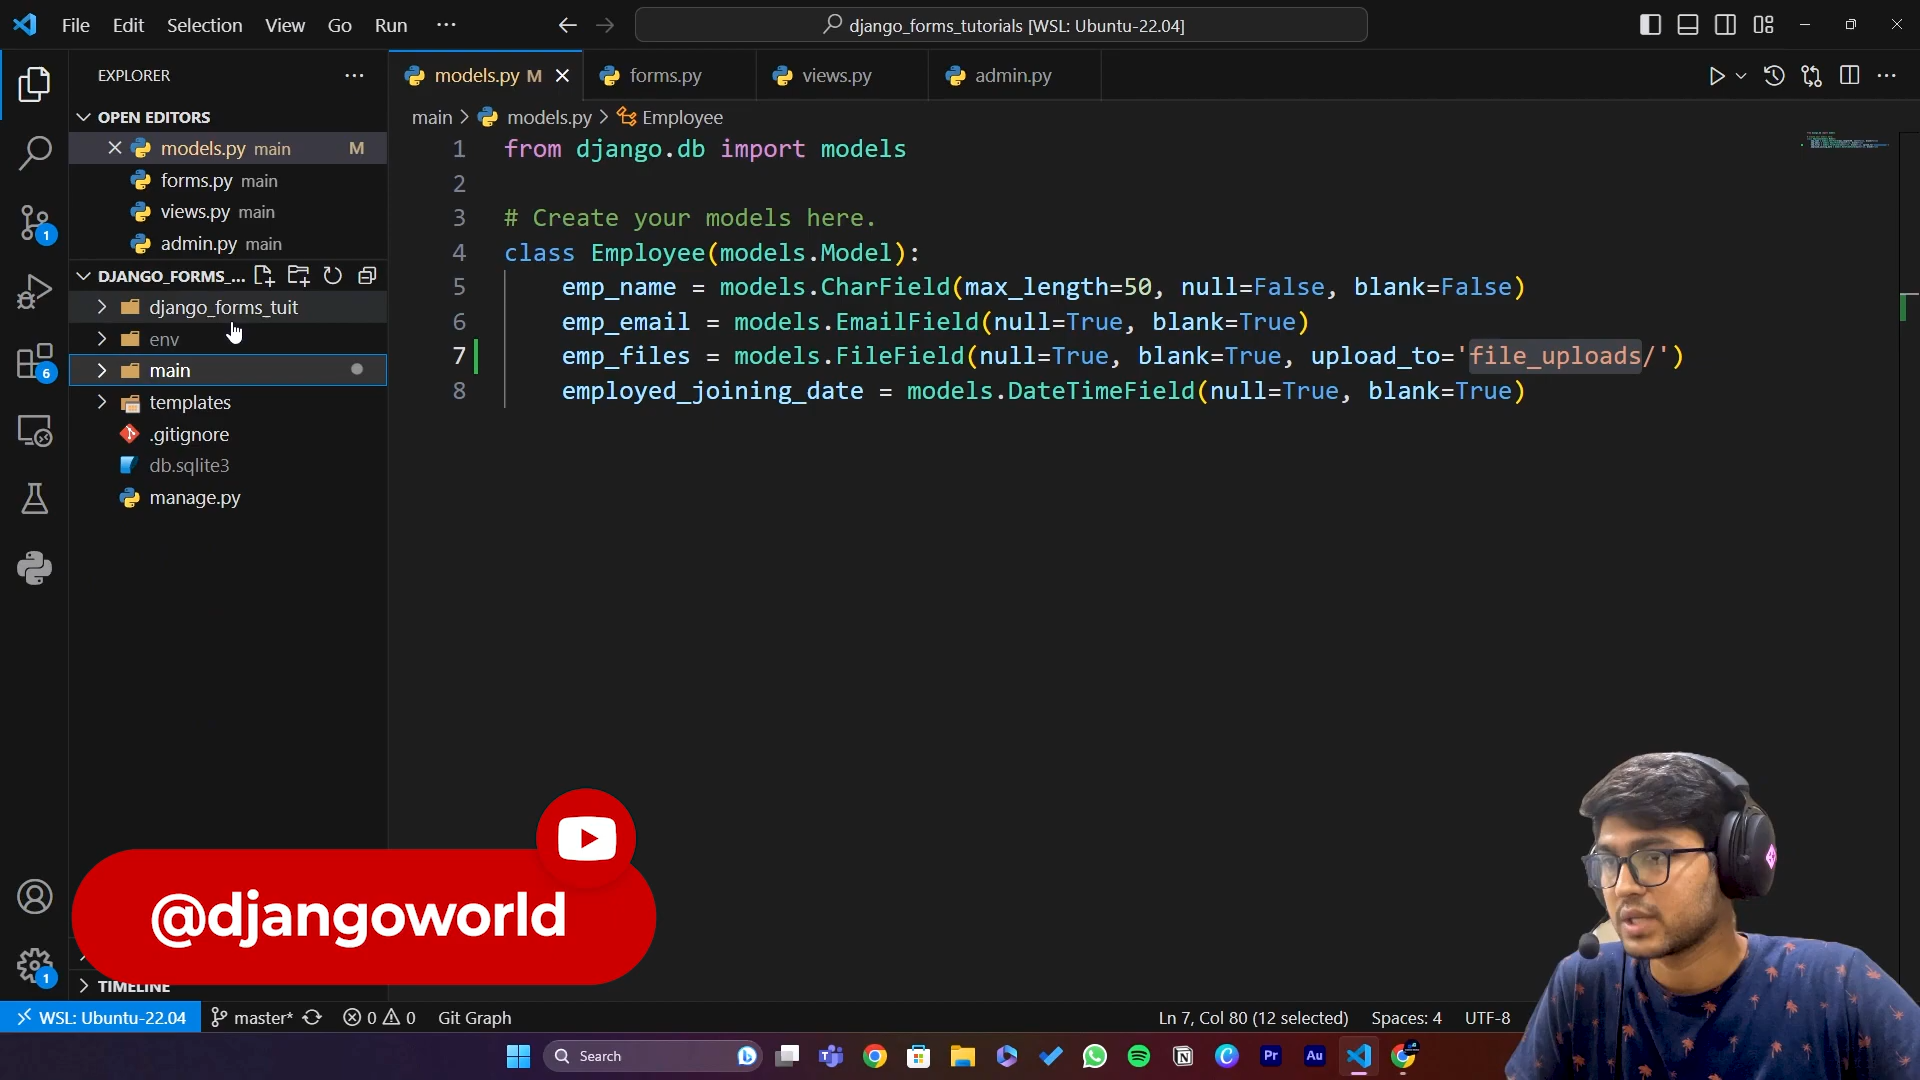 File Edit Selection View Go Run ···
django_forms_tutorials [WSL: Ubuntu-22.04]
EXPLORER
models.py M
forms.py
views.py
admin.py
OPEN EDITORS
models.py main M
forms.py main
views.py main
admin.py main
DJANGO_FORMS_...
django_forms_tuit
env
main
templates
.gitignore
db.sqlite3
manage.py
TIMELINE
main > models.py > Employee
1 from django.db import models
2
3 # Create your models here.
4 class Employee(models.Model):
5 emp_name = models.CharField(max_length=50, null=False, blank=False)
6 emp_email = models.EmailField(null=True, blank=True)
7 emp_files = models.FileField(null=True, blank=True, upload_to='file_uploads/')
8 employed_joining_date = models.DateTimeField(null=True, blank=True)
1
6
1
@djangoworld
WSL: Ubuntu-22.04 master* 0 0 Git Graph
Ln 7, Col 80 (12 selected) Spaces: 4 UTF-8
Search
Pr
Au